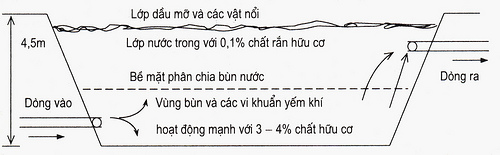 Lớp dầu mỡ và các vật nổi
4,5m
Lớp nước trong với 0,1% chất rắn hữu cơ
Bề mặt phân chia bùn nước
Dòng ra
Dòng vào
Vùng bùn và các vi khuẩn yếm khí
hoạt động mạnh với 3 – 4% chất hữu cơ